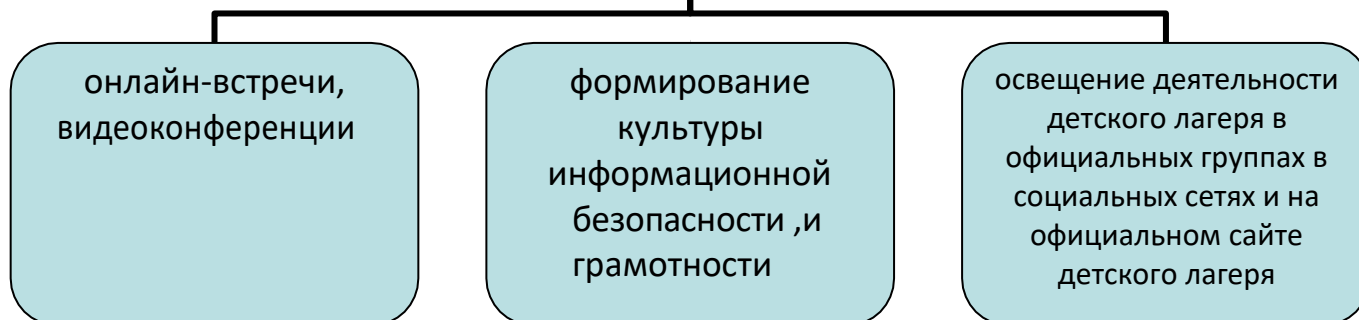 онлайн-встречи,
видеоконференции
формирование
культуры
информационной
безопасности ,и
грамотности
освещение деятельности
детского лагеря в
официальных группах в
социальных сетях и на
официальном сайте
детского лагеря